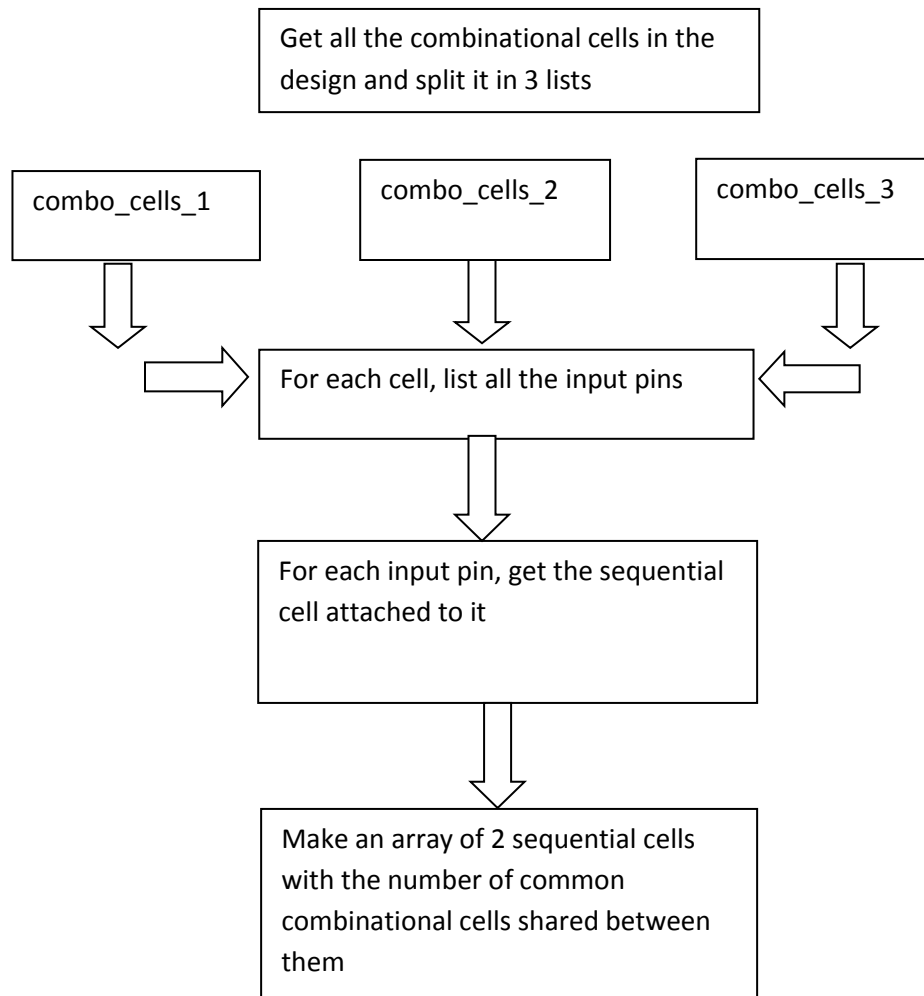 Get all the combinational cells in the
design and split it in 3 lists
combo_cells_1
combo_cells_2
combo_cells_3
For each cell, list all the input pins
For each input pin, get the sequential
cell attached to it
Make an array of 2 sequential cells
with the number of common
combinational cells shared between
them